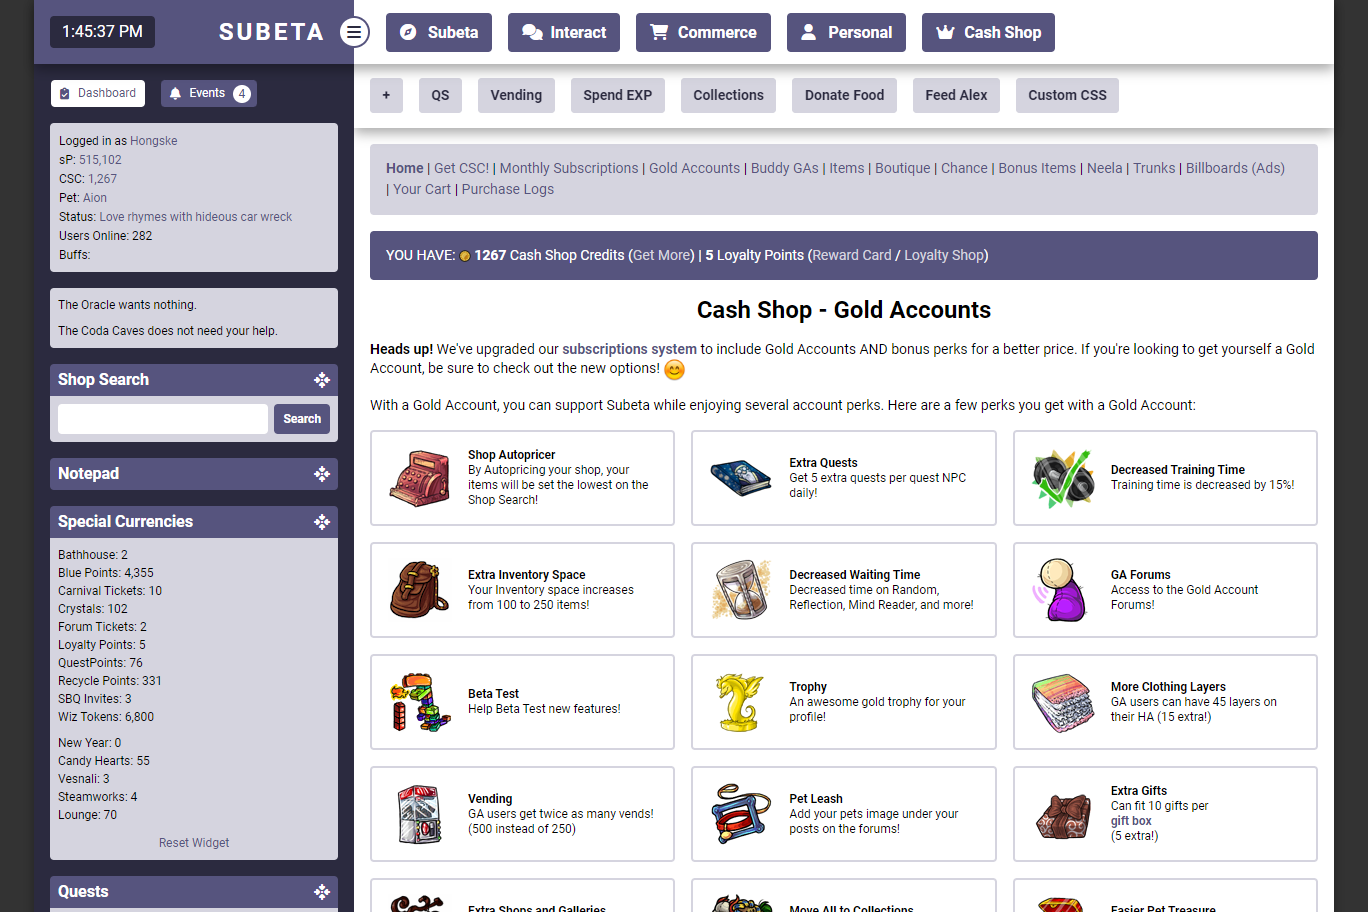 1:45:37 PM
SUBETA
Subeta
Interact
Commerce
Personal
Cash Shop
Dashboard
Events 4
+
QS
Vending
Spend EXP
Collections
Donate Food
Feed Alex
Custom CSS
Logged in as Hongske
sP: 515,102
CSC: 1,267
Pet: Aion
Status: Love rhymes with hideous car wreck
Users Online: 282
Buffs:
The Oracle wants nothing.
The Coda Caves does not need your help.
Shop Search
Search
Notepad
Special Currencies
Bathhouse: 2
Blue Points: 4,355
Carnival Tickets: 10
Crystals: 102
Forum Tickets: 2
Loyalty Points: 5
QuestPoints: 76
Recycle Points: 331
SBQ Invites: 3
Wiz Tokens: 6,800
New Year: 0
Candy Hearts: 55
Vesnali: 3
Steamworks: 4
Lounge: 70
Reset Widget
Quests
Home | Get CSC! | Monthly Subscriptions | Gold Accounts | Buddy GAs | Items | Boutique | Chance | Bonus Items | Neela | Trunks | Billboards (Ads)
| Your Cart | Purchase Logs
YOU HAVE: 1267 Cash Shop Credits (Get More) | 5 Loyalty Points (Reward Card / Loyalty Shop)
Cash Shop - Gold Accounts
Heads up! We've upgraded our subscriptions system to include Gold Accounts AND bonus perks for a better price. If you're looking to get yourself a Gold
Account, be sure to check out the new options!
With a Gold Account, you can support Subeta while enjoying several account perks. Here are a few perks you get with a Gold Account:
Shop Autopricer
By Autopricing your shop, your
items will be set the lowest on the
Shop Search!
Extra Quests
Get 5 extra quests per quest NPC
daily!
Decreased Training Time
Training time is decreased by 15%!
Extra Inventory Space
Your Inventory space increases
from 100 to 250 items!
Decreased Waiting Time
Decreased time on Random,
Reflection, Mind Reader, and more!
GA Forums
Access to the Gold Account
Forums!
Beta Test
Help Beta Test new features!
Trophy
An awesome gold trophy for your
profile!
More Clothing Layers
GA users can have 45 layers on
their HA (15 extra!)
Vending
GA users get twice as many vends!
(500 instead of 250)
Pet Leash
Add your pets image under your
posts on the forums!
Extra Gifts
Can fit 10 gifts per
gift box
(5 extra!)
Extra Shops and Galleries
Move All to Collections
Easier Pet Treasure